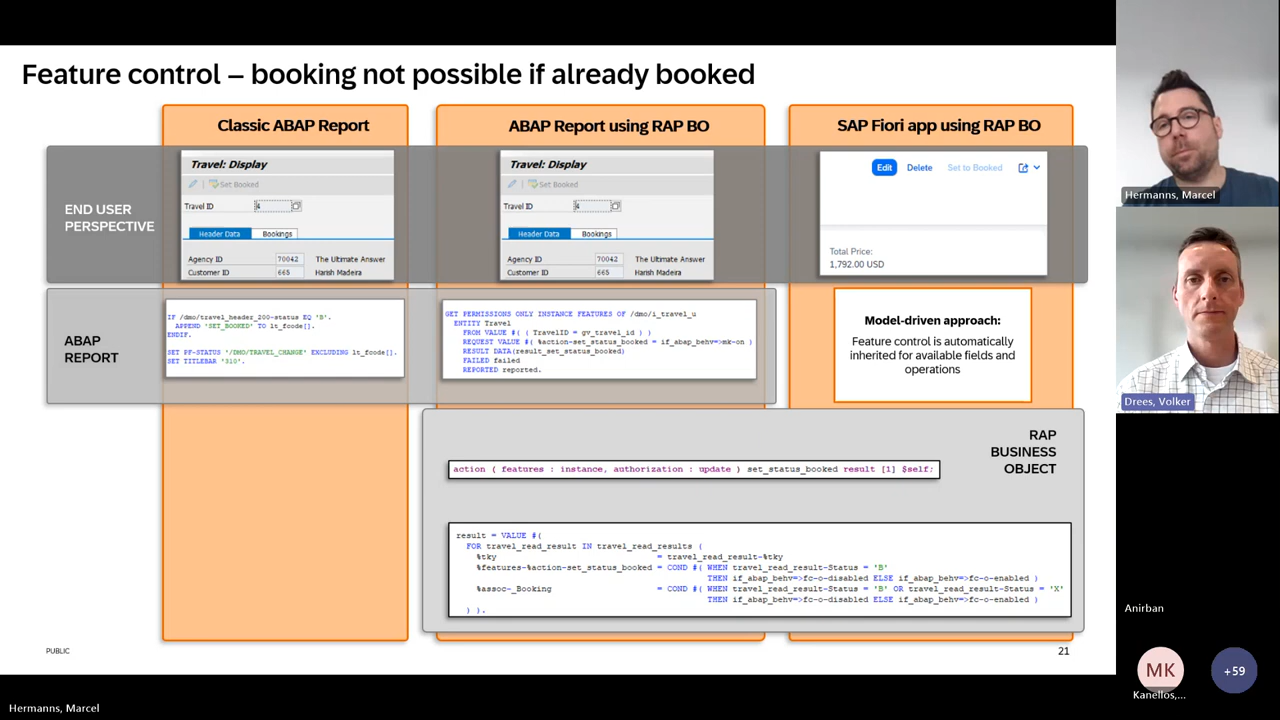 Feature control – booking not possible if already booked
Classic ABAP Report
ABAP Report using RAP BO
SAP Fiori app using RAP BO
END USER
PERSPECTIVE
Travel: Display
Set Booked
Travel ID
4
Header Data
Bookings
Agency ID 70042 The Ultimate Answer
Customer ID 665 Harish Madeira
Travel: Display
Set Booked
Travel ID
4
Header Data
Bookings
Agency ID 70042 The Ultimate Answer
Customer ID 665 Harish Madeira
Edit
Delete
Set to Booked
Total Price:
1,792.00 USD
ABAP
REPORT
IF /dmo/travel_header_200-status EQ 'B'.
APPEND 'SET_BOOKED' TO lt_fcode[].
ENDIF.
SET PF-STATUS '/DMO/TRAVEL_CHANGE' EXCLUDING lt_fcode[].
SET TITLEBAR '310'.
GET PERMISSIONS ONLY INSTANCE FEATURES OF /dmo/i_travel_u
ENTITY Travel
FROM VALUE #( ( TravelID = gv_travel_id ) )
REQUEST VALUE #( %action-set_status_booked = if_abap_behv=>mk-on )
RESULT DATA(result_set_status_booked)
FAILED failed
REPORTED reported.
Model-driven approach:
Feature control is automatically
inherited for available fields and
operations
RAP
BUSINESS
OBJECT
action ( features : instance, authorization : update ) set_status_booked result [1] $self;
result = VALUE #(
FOR travel_read_result IN travel_read_results (
%tky = travel_read_result-%tky
%features-%action-set_status_booked = COND #( WHEN travel_read_result-Status = 'B'
THEN if_abap_behv=>fc-o-disabled ELSE if_abap_behv=>fc-o-enabled )
%assoc-_Booking = COND #( WHEN travel_read_result-Status = 'B' OR travel_read_result-Status = 'X'
THEN if_abap_behv=>fc-o-disabled ELSE if_abap_behv=>fc-o-enabled )
) ).
PUBLIC
21
Hermanns, Marcel
Hermanns, Marcel
Drees, Volker
Anirban
MK
Kanellos,...
+59